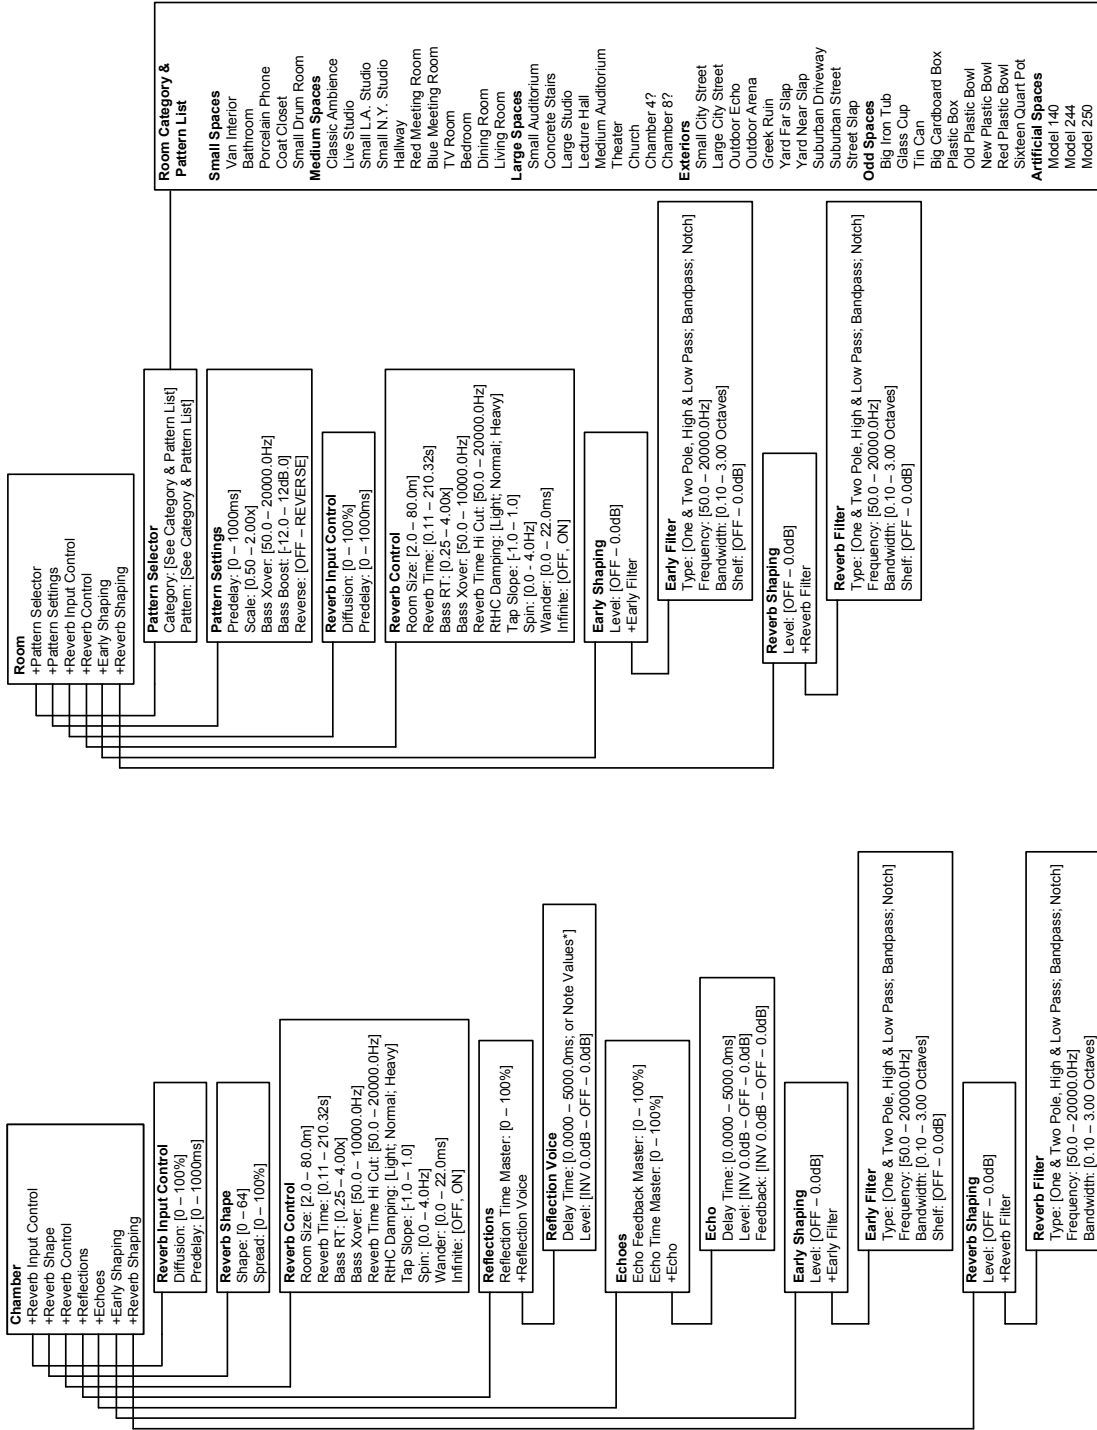 Chamber
+Reverb Input Control
+Reverb Shape
+Reverb Control
+Reflections
+Echoes
+Early Shaping
+Reverb Shaping
Reverb Input Control
Diffusion: [0 – 100%]
Predelay: [0 – 1000ms]
Reverb Shape
Shape: [0 – 64]
Spread: [0 – 100%]
Reverb Control
Room Size: [2.0 – 80.0m]
Reverb Time: [0.11 – 210.32s]
Bass RT: [0.25 – 4.00x]
Bass Xover: [50.0 – 10000.0Hz]
Reverb Time Hi Cut: [50.0 – 20000.0Hz]
RtHC Damping: [Light; Normal; Heavy]
Tap Slope: [-1.0 – 1.0]
Spin: [0.0 – 4.0Hz]
Wander: [0.0 – 22.0ms]
Infinite: [OFF, ON]
Reflections
Reflection Time Master: [0 – 100%]
+Reflection Voice
Reflection Voice
Delay Time: [0.0000 – 5000.0ms; or Note Values*]
Level: [INV 0.0dB – OFF – 0.0dB]
Echoes
Echo Feedback Master: [0 – 100%]
Echo Time Master: [0 – 100%]
+Echo
Echo
Delay Time: [0.0000 – 5000.0ms]
Level: [INV 0.0dB – OFF – 0.0dB]
Feedback: [INV 0.0dB – OFF – 0.0dB]
Early Shaping
Level: [OFF – 0.0dB]
+Early Filter
Early Filter
Type: [One & Two Pole, High & Low Pass; Bandpass; Notch]
Frequency: [50.0 – 20000.0Hz]
Bandwidth: [0.10 – 3.00 Octaves]
Shelf: [OFF – 0.0dB]
Reverb Shaping
Level: [OFF – 0.0dB]
+Reverb Filter
Reverb Filter
Type: [One & Two Pole, High & Low Pass; Bandpass; Notch]
Frequency: [50.0 – 20000.0Hz]
Bandwidth: [0.10 – 3.00 Octaves]
Room
+Pattern Selector
+Pattern Settings
+Reverb Input Control
+Reverb Control
+Early Shaping
+Reverb Shaping
Pattern Selector
Category: [See Category & Pattern List]
Pattern: [See Category & Pattern List]
Pattern Settings
Predelay: [0 – 1000ms]
Scale: [0.50 – 2.00x]
Bass Xover: [50.0 – 20000.0Hz]
Bass Boost: [-12.0 – 12dB.0]
Reverse: [OFF – REVERSE]
Reverb Input Control
Diffusion: [0 – 100%]
Predelay: [0 – 1000ms]
Reverb Control
Room Size: [2.0 – 80.0m]
Reverb Time: [0.11 – 210.32s]
Bass RT: [0.25 – 4.00x]
Bass Xover: [50.0 – 10000.0Hz]
Reverb Time Hi Cut: [50.0 – 20000.0Hz]
RtHC Damping: [Light; Normal; Heavy]
Tap Slope: [-1.0 – 1.0]
Spin: [0.0 - 4.0Hz]
Wander: [0.0 – 22.0ms]
Infinite: [OFF, ON]
Early Shaping
Level: [OFF – 0.0dB]
+Early Filter
Early Filter
Type: [One & Two Pole, High & Low Pass; Bandpass; Notch]
Frequency: [50.0 – 20000.0Hz]
Bandwidth: [0.10 – 3.00 Octaves]
Shelf: [OFF – 0.0dB]
Reverb Shaping
Level: [OFF – 0.0dB]
+Reverb Filter
Reverb Filter
Type: [One & Two Pole, High & Low Pass; Bandpass; Notch]
Frequency: [50.0 – 20000.0Hz]
Bandwidth: [0.10 – 3.00 Octaves]
Shelf: [OFF – 0.0dB]
Room Category &
Pattern List
Small Spaces
Van Interior
Bathroom
Porcelain Phone
Coat Closet
Small Drum Room
Medium Spaces
Classic Ambience
Live Studio
Small L.A. Studio
Small N.Y. Studio
Hallway
Red Meeting Room
Blue Meeting Room
TV Room
Bedroom
Dining Room
Living Room
Large Spaces
Small Auditorium
Concrete Stairs
Large Studio
Lecture Hall
Medium Auditorium
Theater
Church
Chamber 4?
Chamber 8?
Exteriors
Small City Street
Large City Street
Outdoor Echo
Outdoor Arena
Greek Ruin
Yard Far Slap
Yard Near Slap
Suburban Driveway
Suburban Street
Street Slap
Odd Spaces
Big Iron Tub
Glass Cup
Tin Can
Big Cardboard Box
Plastic Box
Old Plastic Bowl
New Plastic Bowl
Red Plastic Bowl
Sixteen Quart Pot
Artificial Spaces
Model 140
Model 244
Model 250